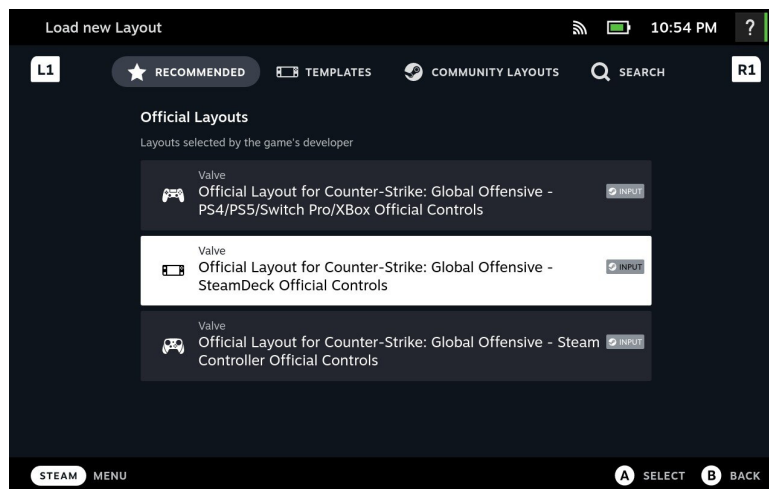 Load new Layout
10:54 PM
?
L1
RECOMMENDED
TEMPLATES
COMMUNITY LAYOUTS
SEARCH
R1
Official Layouts
Layouts selected by the game's developer
Valve
Official Layout for Counter-Strike: Global Offensive -
PS4/PS5/Switch Pro/XBox Official Controls
INPUT
Valve
Official Layout for Counter-Strike: Global Offensive -
SteamDeck Official Controls
INPUT
Valve
Official Layout for Counter-Strike: Global Offensive - Steam
Controller Official Controls
INPUT
STEAM MENU
A SELECT
B BACK